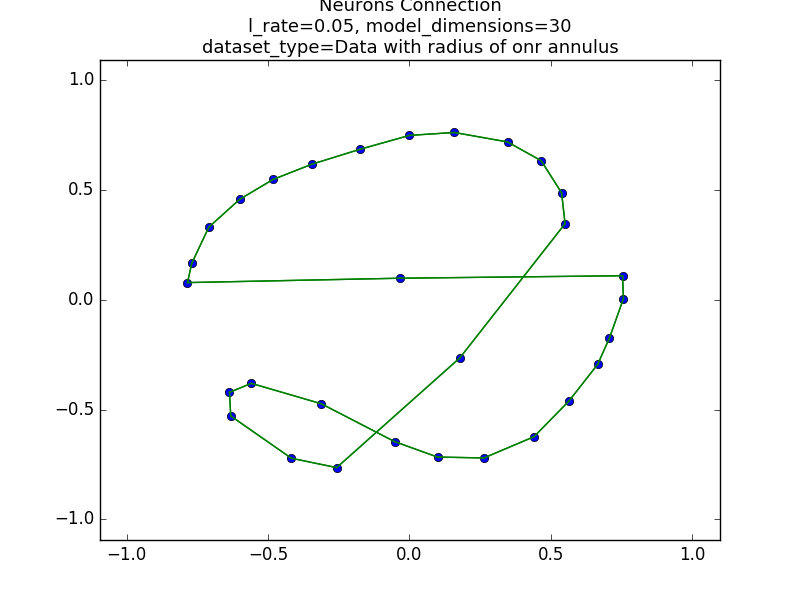 Neurons Connection
l_rate=0.05, model_dimensions=30
dataset_type=Data with radius of onr annulus
1.0
0.5
0.0
−0.5
−1.0
−1.0 −0.5 0.0 0.5 1.0